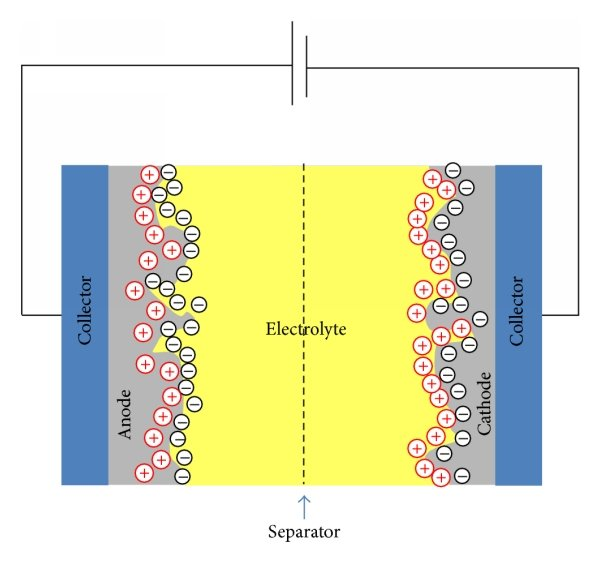 Collector
Anode
Electrolyte
Cathode
Collector
Separator